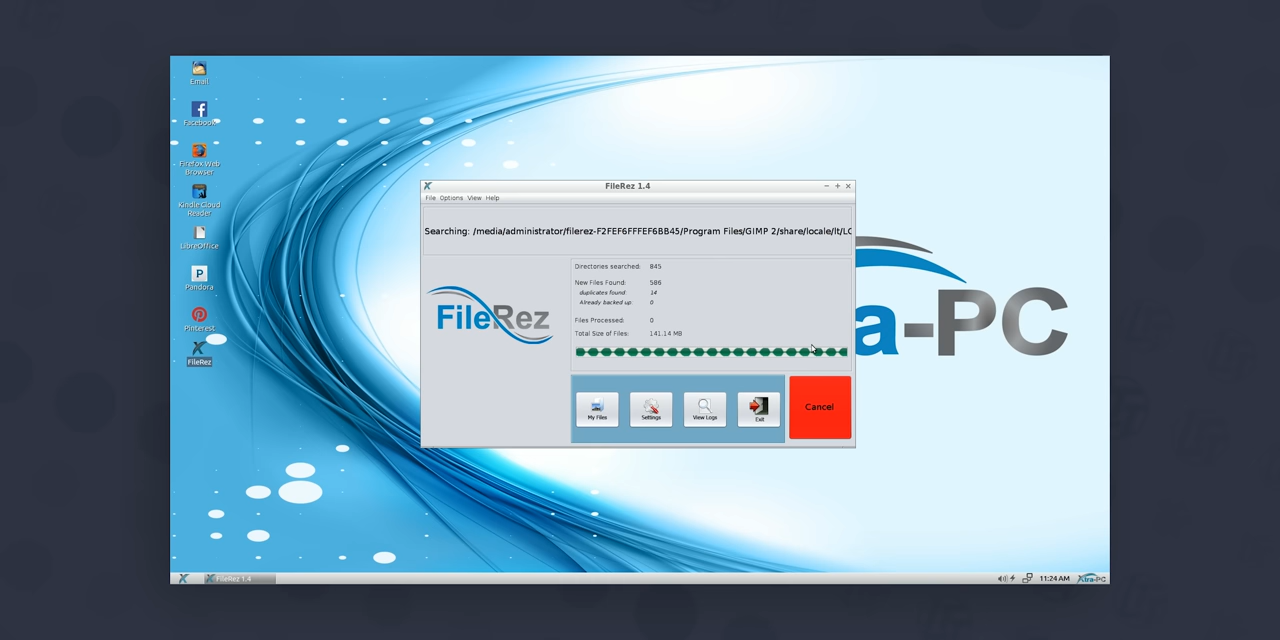 Email
Facebook
Firefox Web
Browser
Kindle Cloud
Reader
LibreOffice
Pandora
Pinterest
FileRez
FileRez 1.4
File Options View Help
Searching: /media/administrator/filerez-F2FEF6FFFEF6BB45/Program Files/GIMP 2/share/locale/lt/LC
Directories searched: 845
New Files Found: 586
duplicates found: 14
Already backed up: 0
Files Processed: 0
Total Size of Files: 141.14 MB
FileRez
My Files
Settings
View Logs
Exit
Cancel
ra-PC
FileRez 1.4
11:24 AM
Xtra-PC